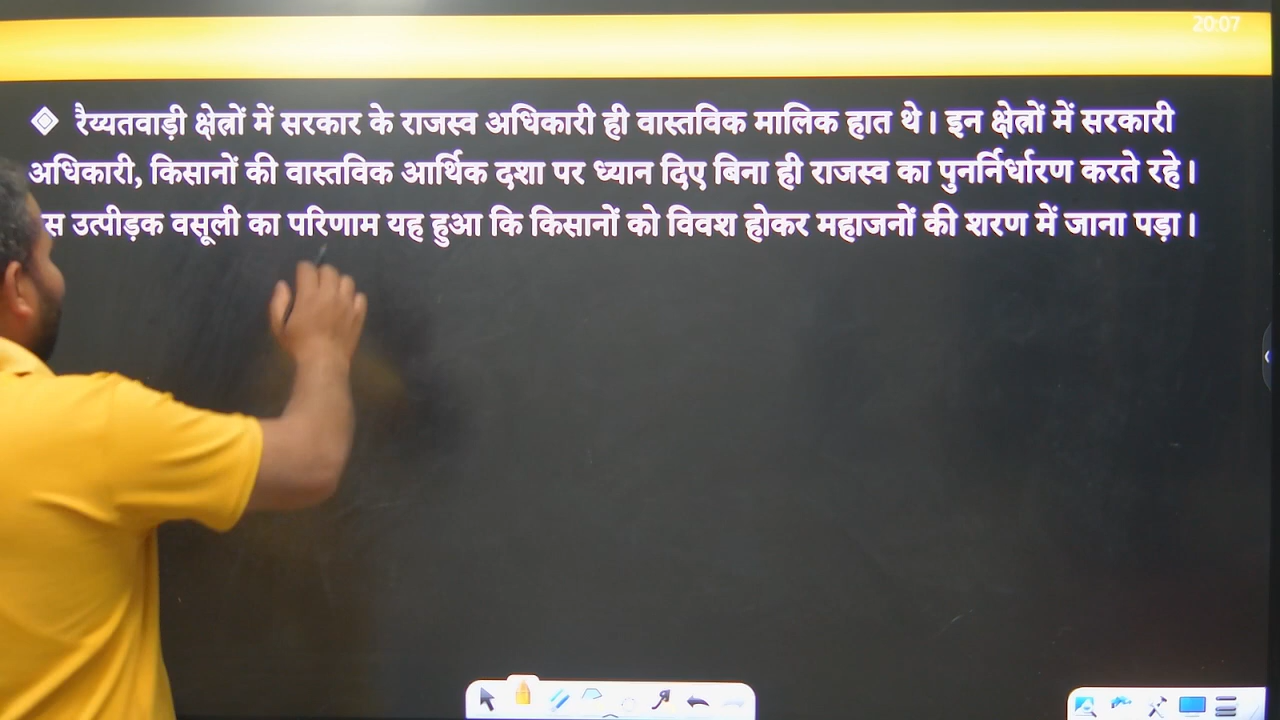 20:07
रैय्यतवाड़ी क्षेत्रों में सरकार के राजस्व अधिकारी ही वास्तविक मालिक हात थे। इन क्षेत्रों में सरकारी
अधिकारी, किसानों की वास्तविक आर्थिक दशा पर ध्यान दिए बिना ही राजस्व का पुनर्निर्धारण करते रहे।
स उत्पीड़क वसूली का परिणाम यह हुआ कि किसानों को विवश होकर महाजनों की शरण में जाना पड़ा।